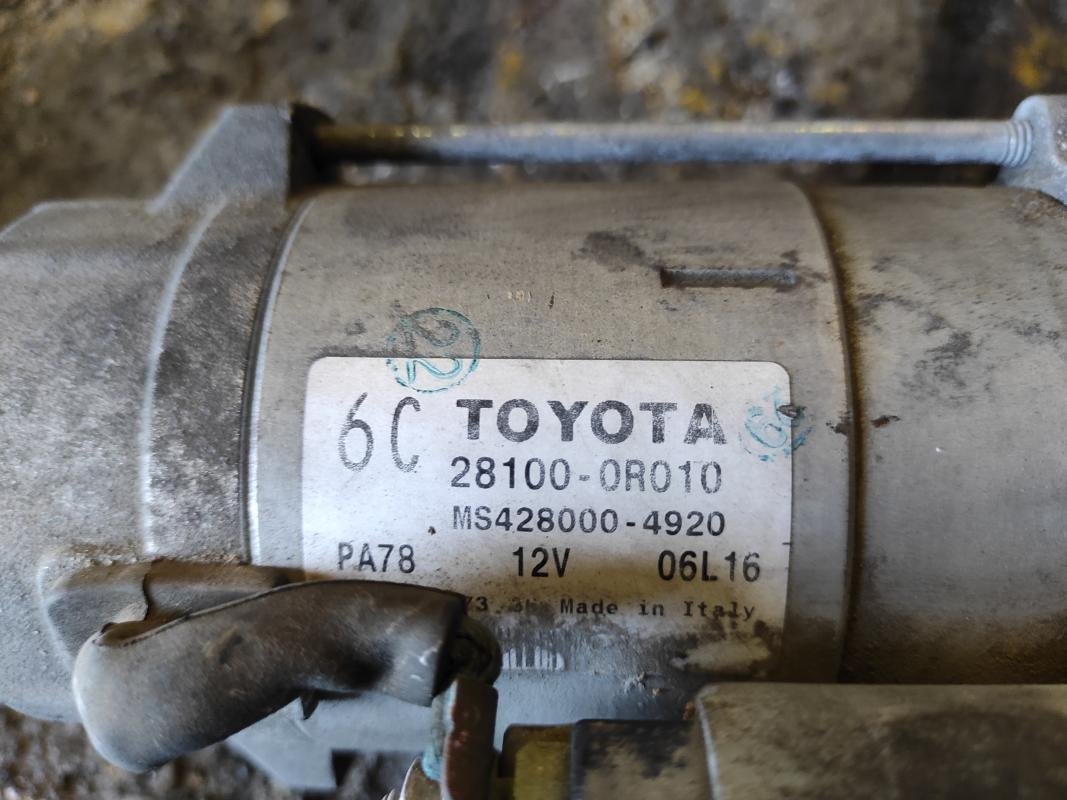 6C TOYOTA
28100-0R010
MS428000-4920
PA78 12V 06L16
Made in Italy